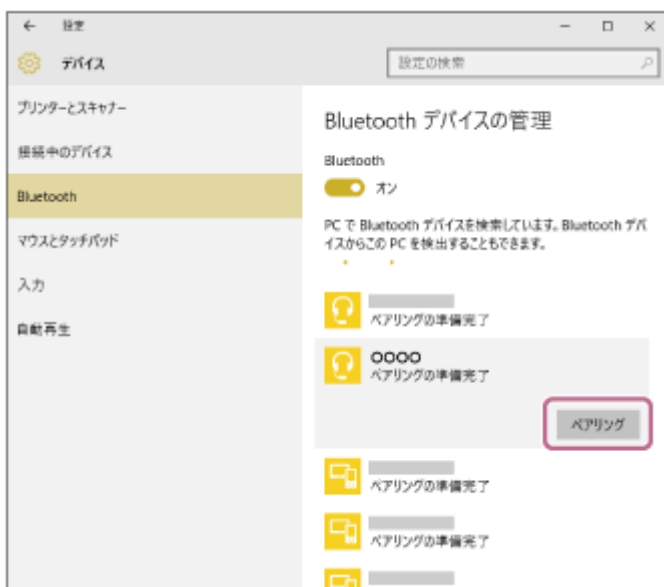 設定
デバイス
設定の検索
プリンターとスキャナー
接続中のデバイス
Bluetooth
マウスとタッチパッド
入力
自動再生
Bluetooth デバイスの管理
Bluetooth
オン
PC で Bluetooth デバイスを検索しています。Bluetooth デバ
イスからこの PC を検出することもできます。
ペアリングの準備完了
OOOO
ペアリングの準備完了
ペアリング
ペアリングの準備完了
ペアリングの準備完了